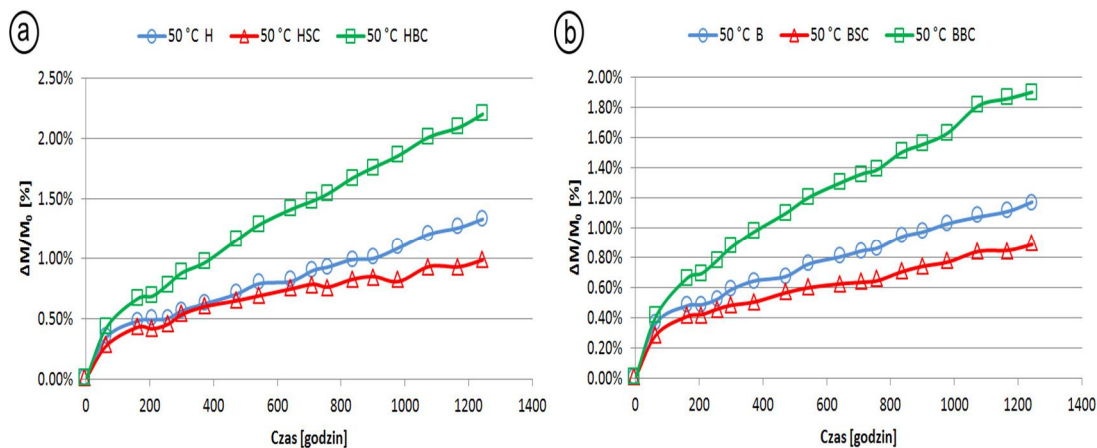 a
50 °C H 50 °C HSC 50 °C HBC
2.50%
2.00%
1.50%
1.00%
0.50%
0.00%
ΔM/M₀ [%]
0 200 400 600 800 1000 1200 1400
Czas [godzin]
b
50 °C B 50 °C BSC 50 °C BBC
2.00%
1.80%
1.60%
1.40%
1.20%
1.00%
0.80%
0.60%
0.40%
0.20%
0.00%
ΔM/M₀ [%]
0 200 400 600 800 1000 1200 1400
Czas [godzin]